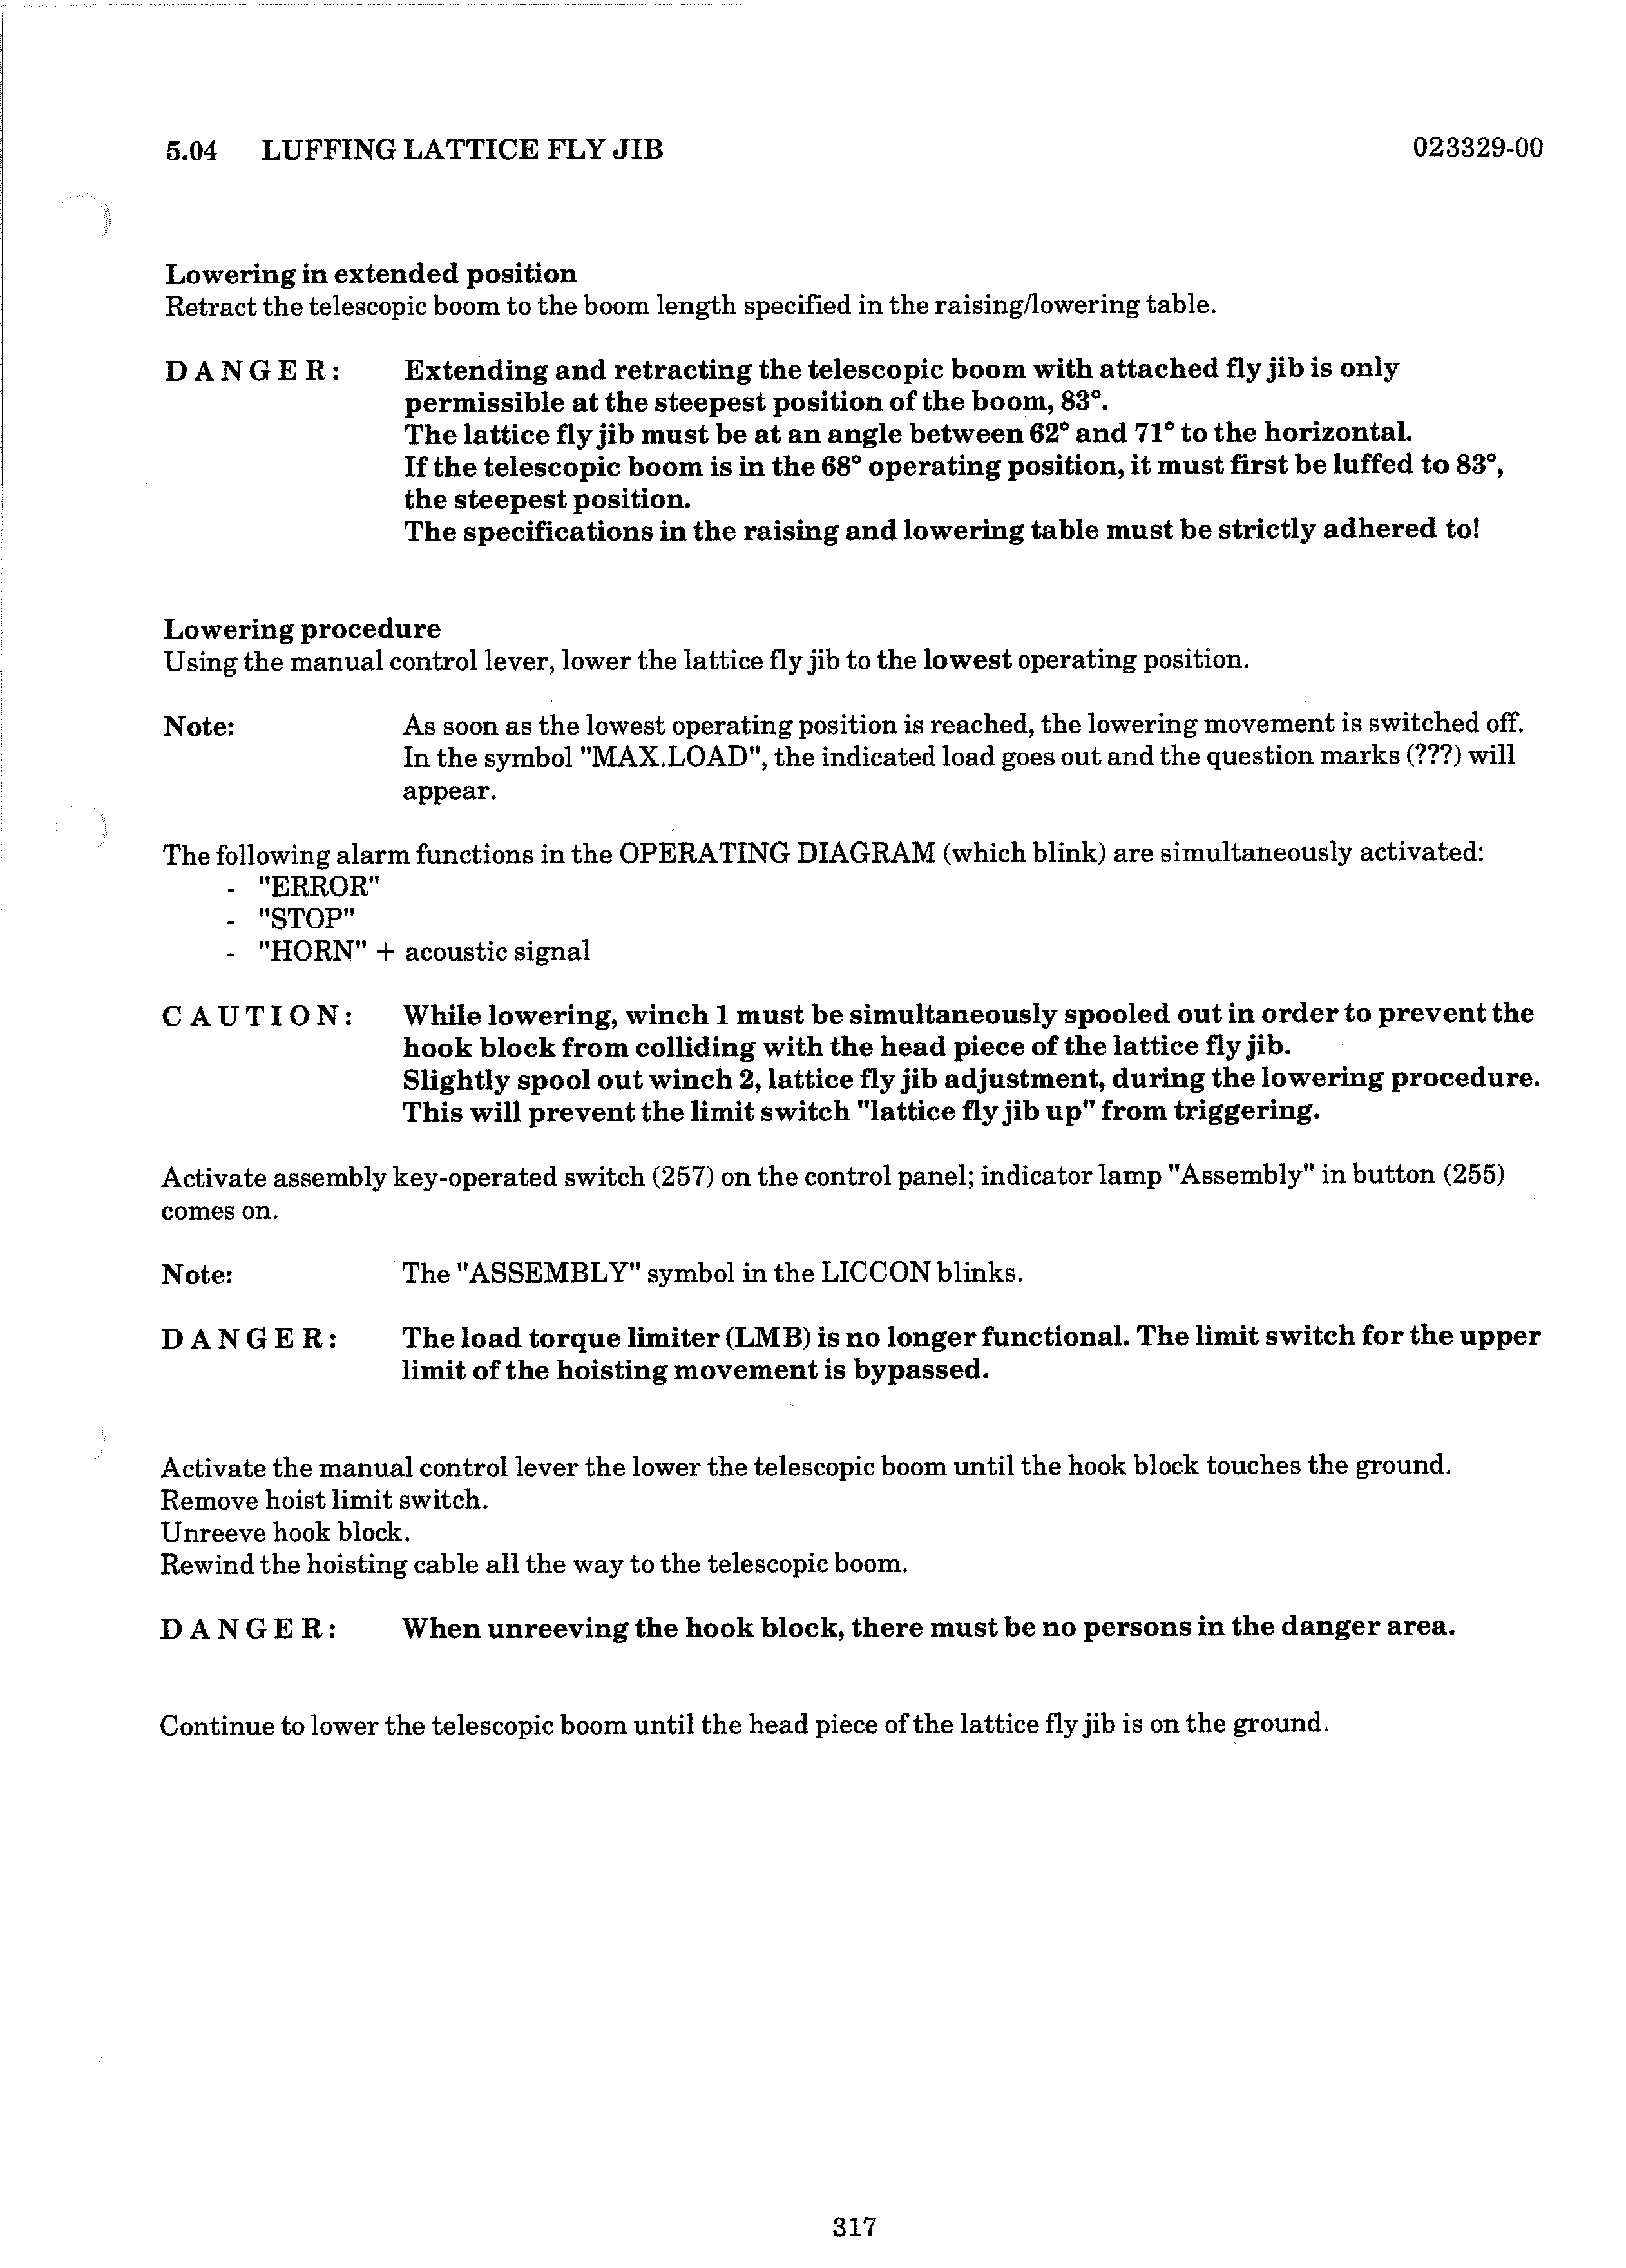 5.04 LUFFING LATTICE FLY JIB 023329-00
Lowering in extended position
Retract the telescopic boom to the boom length specified in the raising/lowering table.
D A N G E R : Extending and retracting the telescopic boom with attached fly jib is only
permissible at the steepest position of the boom, 83°.
The lattice fly jib must be at an angle between 62° and 71° to the horizontal.
If the telescopic boom is in the 68° operating position, it must first be luffed to 83°,
the steepest position.
The specifications in the raising and lowering table must be strictly adhered to!
Lowering procedure
Using the manual control lever, lower the lattice fly jib to the lowest operating position.
Note: As soon as the lowest operating position is reached, the lowering movement is switched off.
In the symbol "MAX.LOAD", the indicated load goes out and the question marks (???) will
appear.
The following alarm functions in the OPERATING DIAGRAM (which blink) are simultaneously activated:
- "ERROR"
- "STOP"
- "HORN" + acoustic signal
C A U T I O N : While lowering, winch 1 must be simultaneously spooled out in order to prevent the
hook block from colliding with the head piece of the lattice fly jib.
Slightly spool out winch 2, lattice fly jib adjustment, during the lowering procedure.
This will prevent the limit switch "lattice fly jib up" from triggering.
Activate assembly key-operated switch (257) on the control panel; indicator lamp "Assembly" in button (255)
comes on.
Note: The "ASSEMBLY" symbol in the LICCON blinks.
D A N G E R : The load torque limiter (LMB) is no longer functional. The limit switch for the upper
limit of the hoisting movement is bypassed.
Activate the manual control lever the lower the telescopic boom until the hook block touches the ground.
Remove hoist limit switch.
Unreeve hook block.
Rewind the hoisting cable all the way to the telescopic boom.
D A N G E R : When unreeving the hook block, there must be no persons in the danger area.
Continue to lower the telescopic boom until the head piece of the lattice fly jib is on the ground.
317